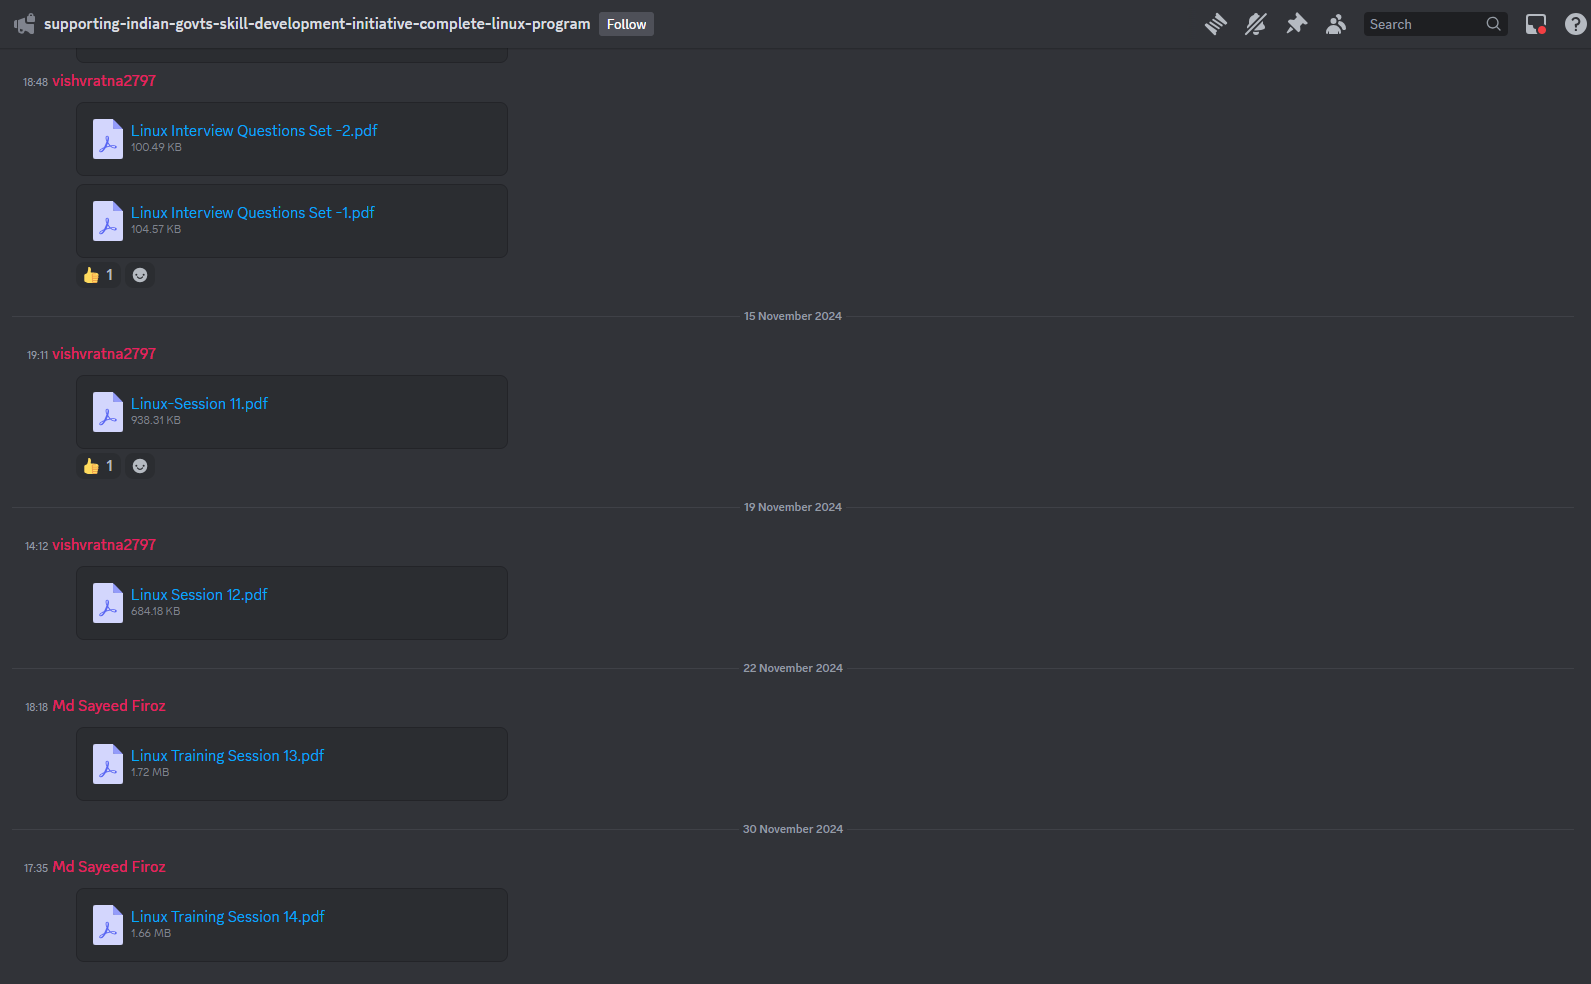 supporting-indian-govts-skill-development-initiative-complete-linux-program Follow Search
18:48 vishvratna2797
Linux Interview Questions Set -2.pdf
100.49 KB
Linux Interview Questions Set -1.pdf
104.57 KB
👍 1
15 November 2024
19:11 vishvratna2797
Linux-Session 11.pdf
938.31 KB
👍 1
19 November 2024
14:12 vishvratna2797
Linux Session 12.pdf
684.18 KB
22 November 2024
18:18 Md Sayeed Firoz
Linux Training Session 13.pdf
1.72 MB
30 November 2024
17:35 Md Sayeed Firoz
Linux Training Session 14.pdf
1.66 MB